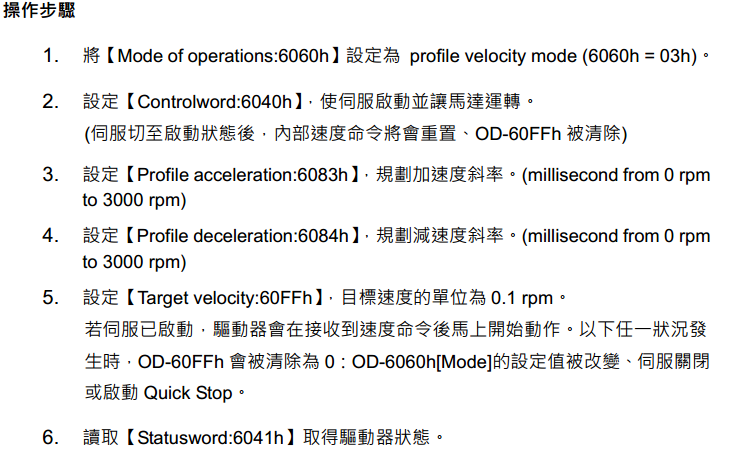 操作步驟
1. 將【Mode of operations:6060h】設定為 profile velocity mode (6060h = 03h)。
2. 設定【Controlword:6040h】，使伺服啟動並讓馬達運轉。
(伺服切至啟動狀態後，內部速度命令將會重置、OD-60FFh 被清除)
3. 設定【Profile acceleration:6083h】，規劃加速度斜率。(millisecond from 0 rpm
to 3000 rpm)
4. 設定【Profile deceleration:6084h】，規劃減速度斜率。(millisecond from 0 rpm
to 3000 rpm)
5. 設定【Target velocity:60FFh】，目標速度的單位為 0.1 rpm。
若伺服已啟動，驅動器會在接收到速度命令後馬上開始動作。以下任一狀況發
生時，OD-60FFh 會被清除為 0：OD-6060h[Mode]的設定值被改變、伺服關閉
或啟動 Quick Stop。
6. 讀取【Statusword:6041h】取得驅動器狀態。